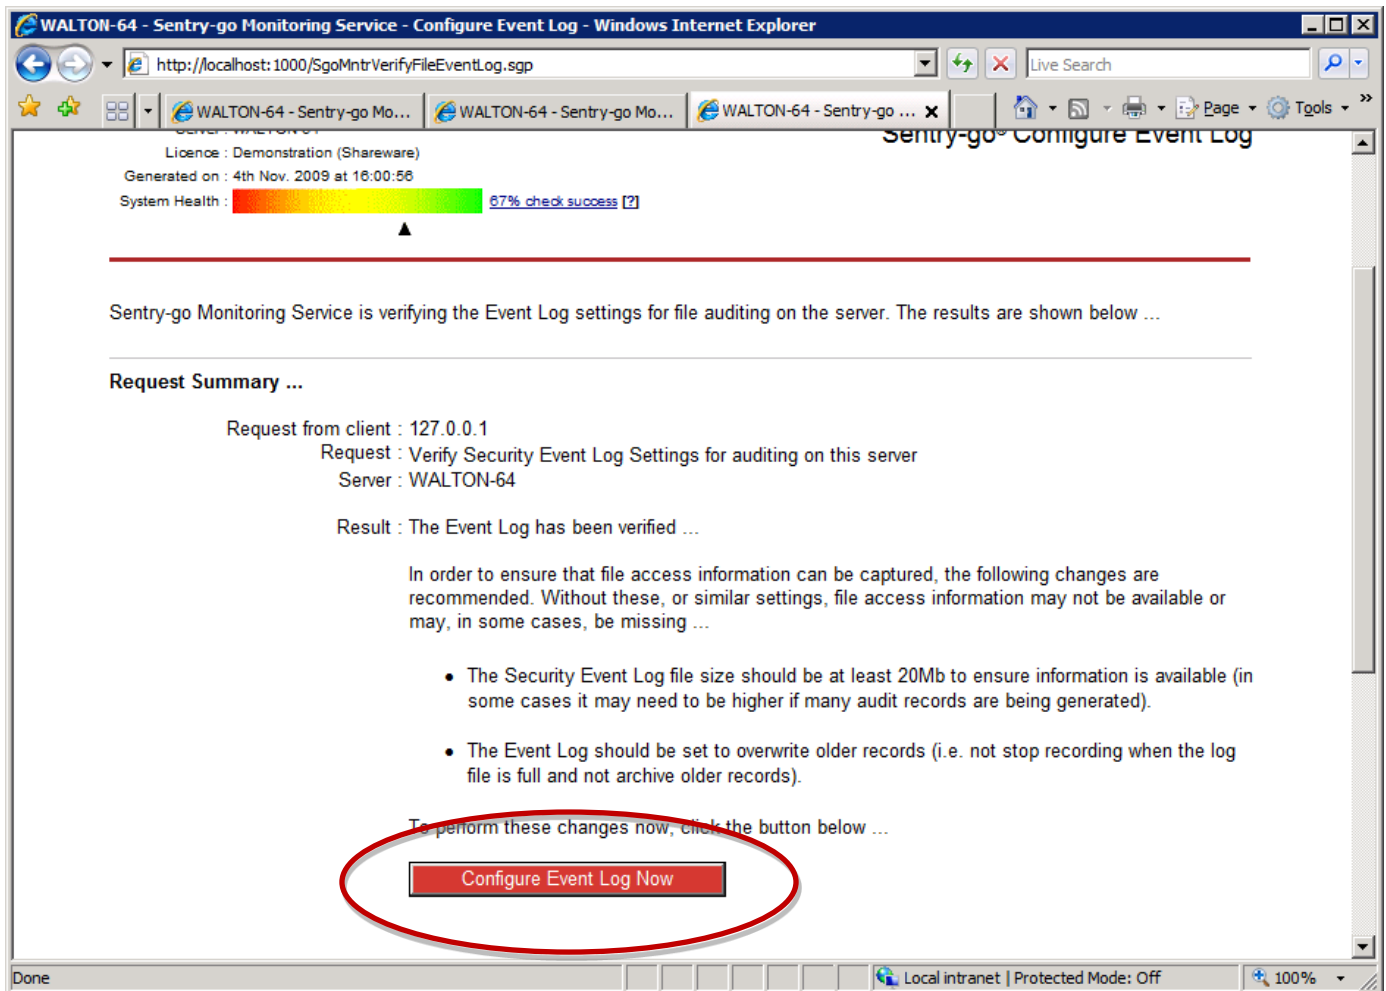 WALTON-64 - Sentry-go Monitoring Service - Configure Event Log - Windows Internet Explorer
http://localhost:1000/SgoMntrVerifyFileEventLog.sgp
Live Search
WALTON-64 - Sentry-go Mo...
WALTON-64 - Sentry-go Mo...
WALTON-64 - Sentry-go ...
Page
Tools
Sentry-go® Configure Event Log
Server : WALTON-64
Licence : Demonstration (Shareware)
Generated on : 4th Nov. 2009 at 16:00:56
System Health : 67% check success [?]
Sentry-go Monitoring Service is verifying the Event Log settings for file auditing on the server. The results are shown below ...
Request Summary ...
Request from client : 127.0.0.1
Request : Verify Security Event Log Settings for auditing on this server
Server : WALTON-64
Result : The Event Log has been verified ...
In order to ensure that file access information can be captured, the following changes are
recommended. Without these, or similar settings, file access information may not be available or
may, in some cases, be missing ...
• The Security Event Log file size should be at least 20Mb to ensure information is available (in
some cases it may need to be higher if many audit records are being generated).
• The Event Log should be set to overwrite older records (i.e. not stop recording when the log
file is full and not archive older records).
To perform these changes now, click the button below ...
Configure Event Log Now
Done
Local intranet | Protected Mode: Off
100%